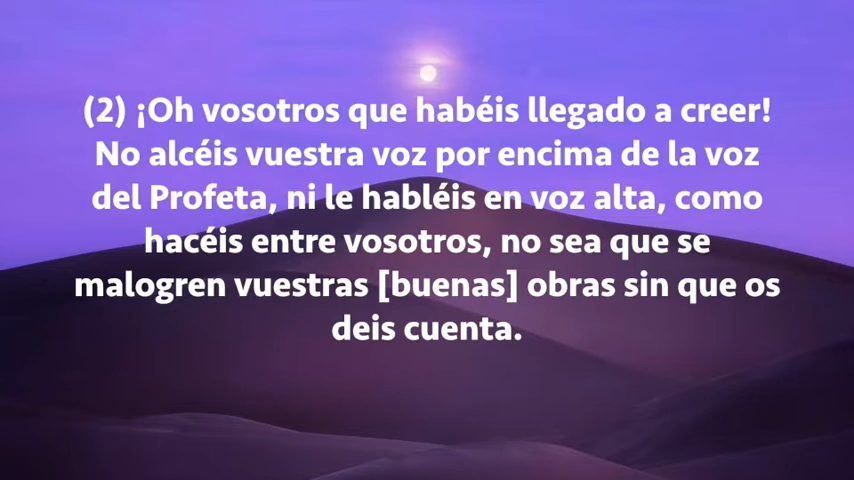 (2) ¡Oh vosotros que habéis llegado a creer!
No alcéis vuestra voz por encima de la voz
del Profeta, ni le habléis en voz alta, como
hacéis entre vosotros, no sea que se
malogren vuestras [buenas] obras sin que os
deis cuenta.